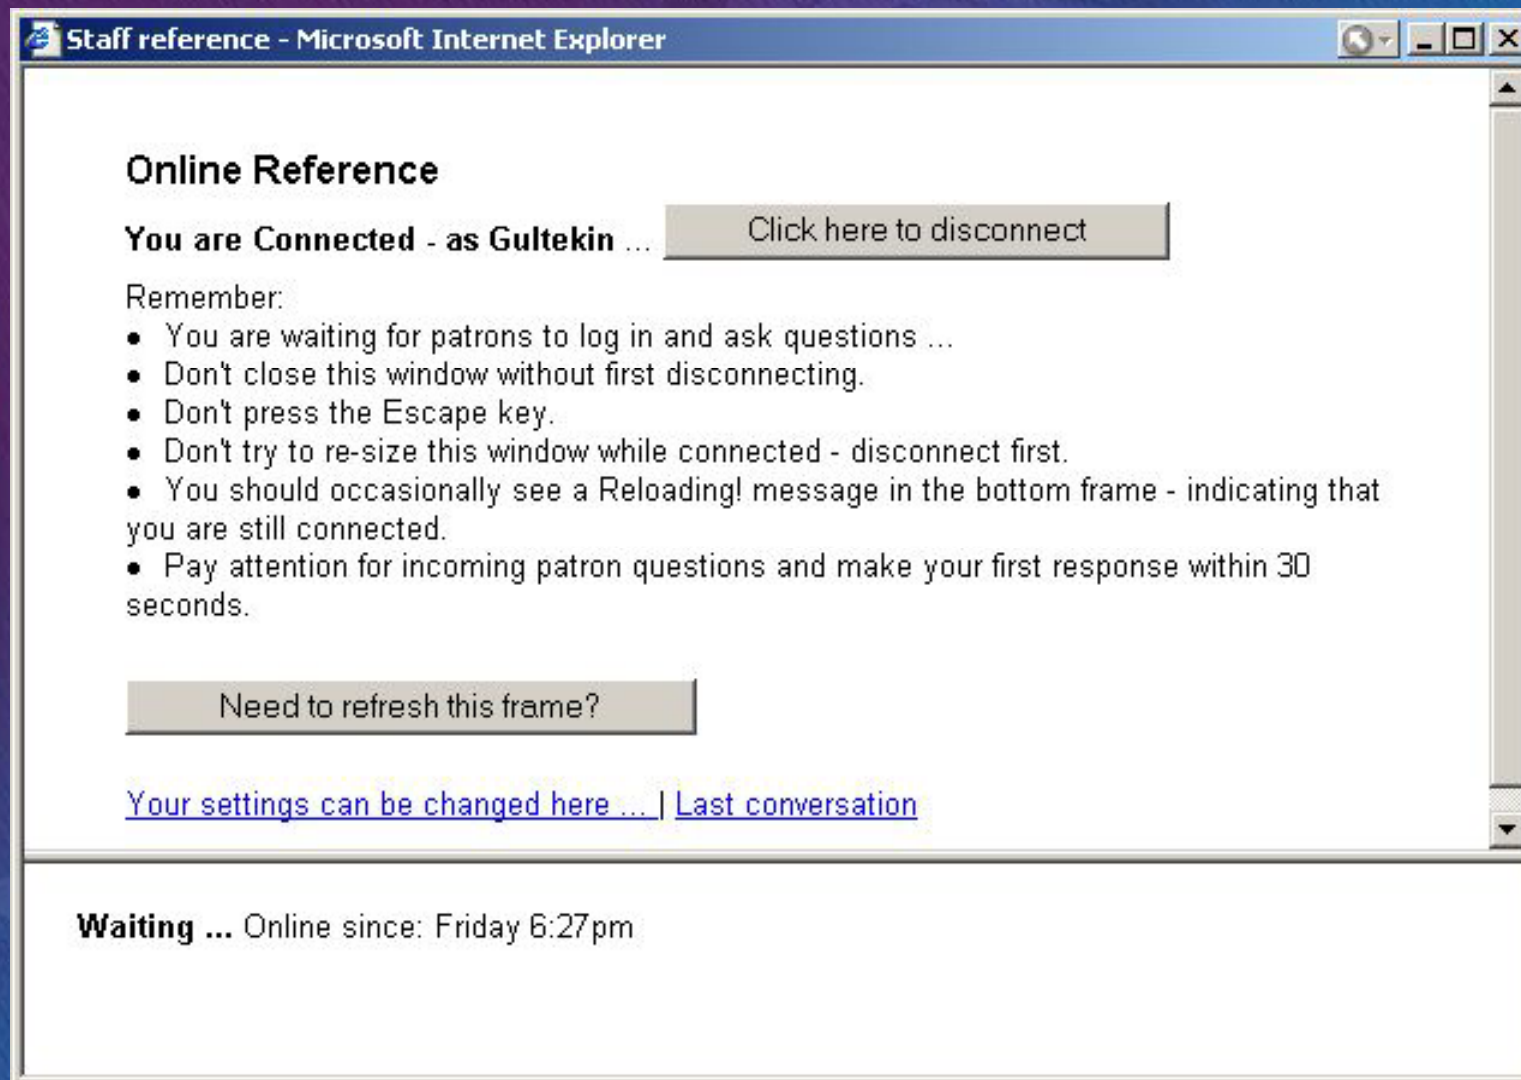 Staff reference - Microsoft Internet Explorer
Online Reference
You are Connected - as Gultekin ... Click here to disconnect
Remember:
● You are waiting for patrons to log in and ask questions ...
● Don't close this window without first disconnecting.
● Don't press the Escape key.
● Don't try to re-size this window while connected - disconnect first.
● You should occasionally see a Reloading! message in the bottom frame - indicating that
you are still connected.
● Pay attention for incoming patron questions and make your first response within 30
seconds.
Need to refresh this frame?
Your settings can be changed here ... | Last conversation
Waiting ... Online since: Friday 6:27pm